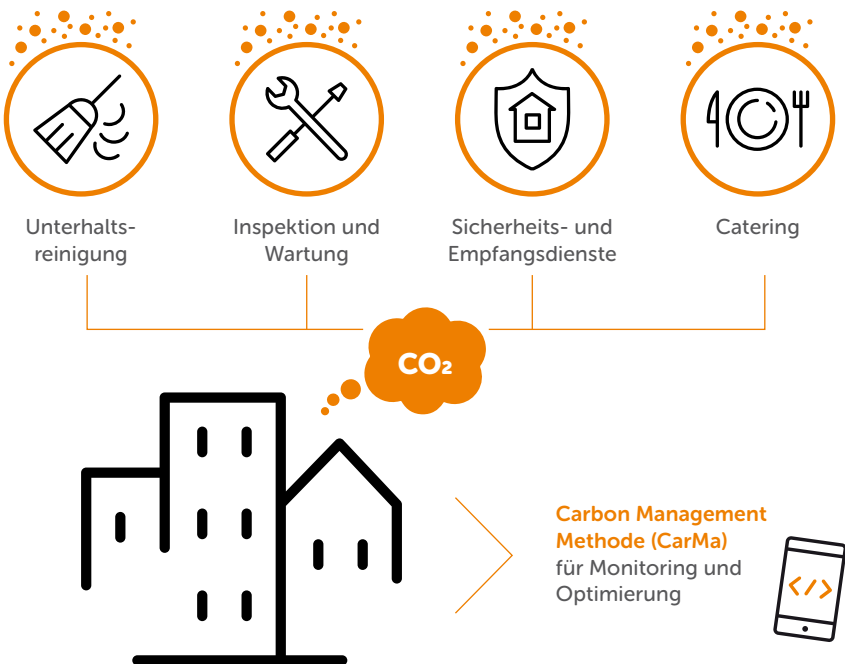 Unterhalts-
reinigung
Inspektion und
Wartung
Sicherheits- und
Empfangsdienste
Catering
CO₂
Carbon Management
Methode (CarMa)
für Monitoring und
Optimierung
</>